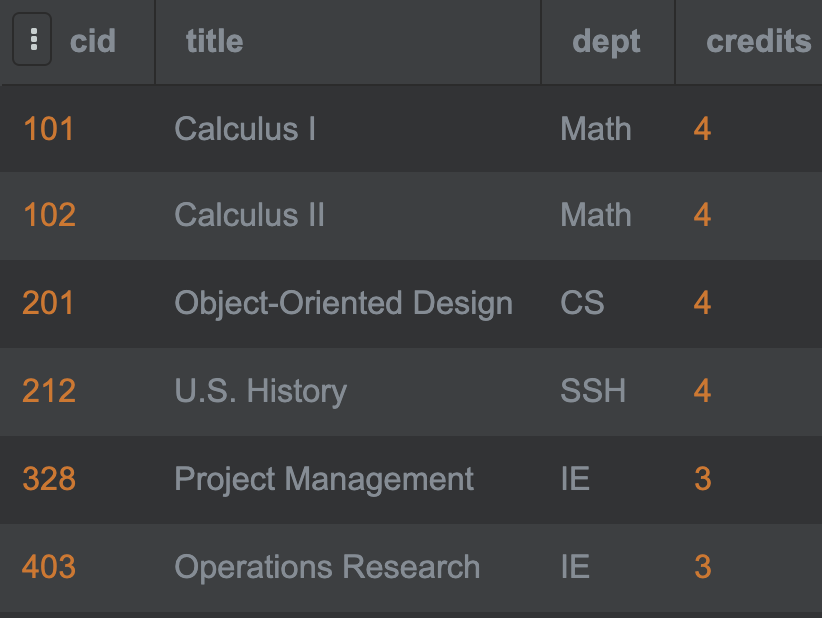 cid title dept credits
101 Calculus I Math 4
102 Calculus II Math 4
201 Object-Oriented Design CS 4
212 U.S. History SSH 4
328 Project Management IE 3
403 Operations Research IE 3